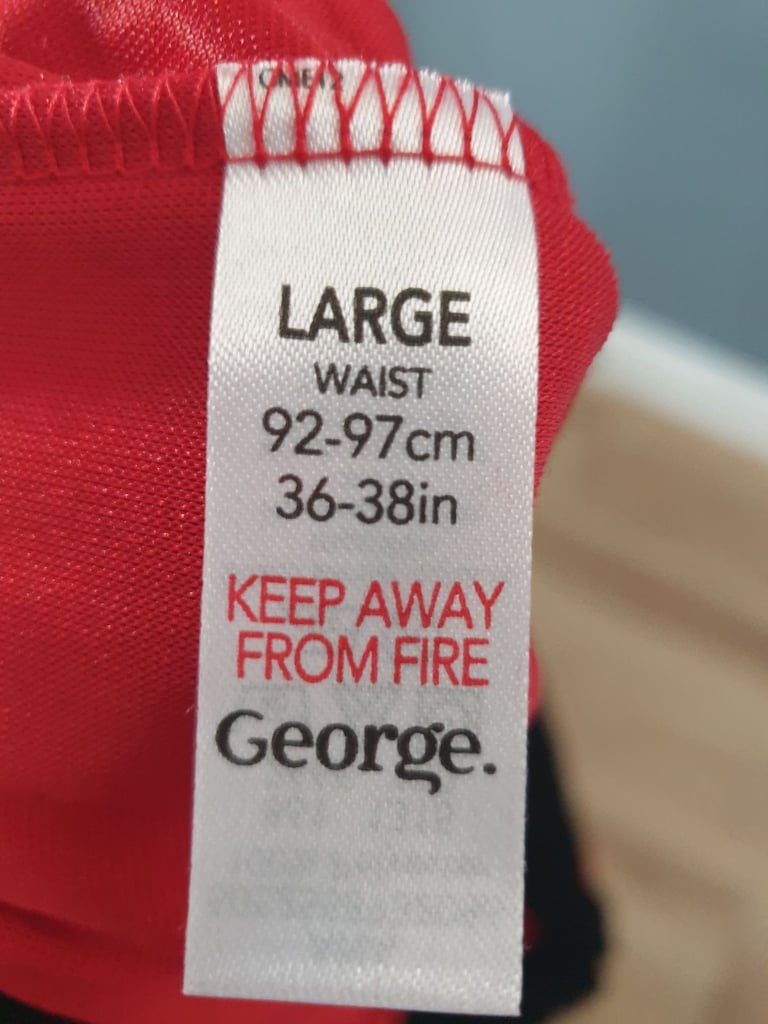 LARGE
WAIST
92-97cm
36-38in
KEEP AWAY
FROM FIRE
George.